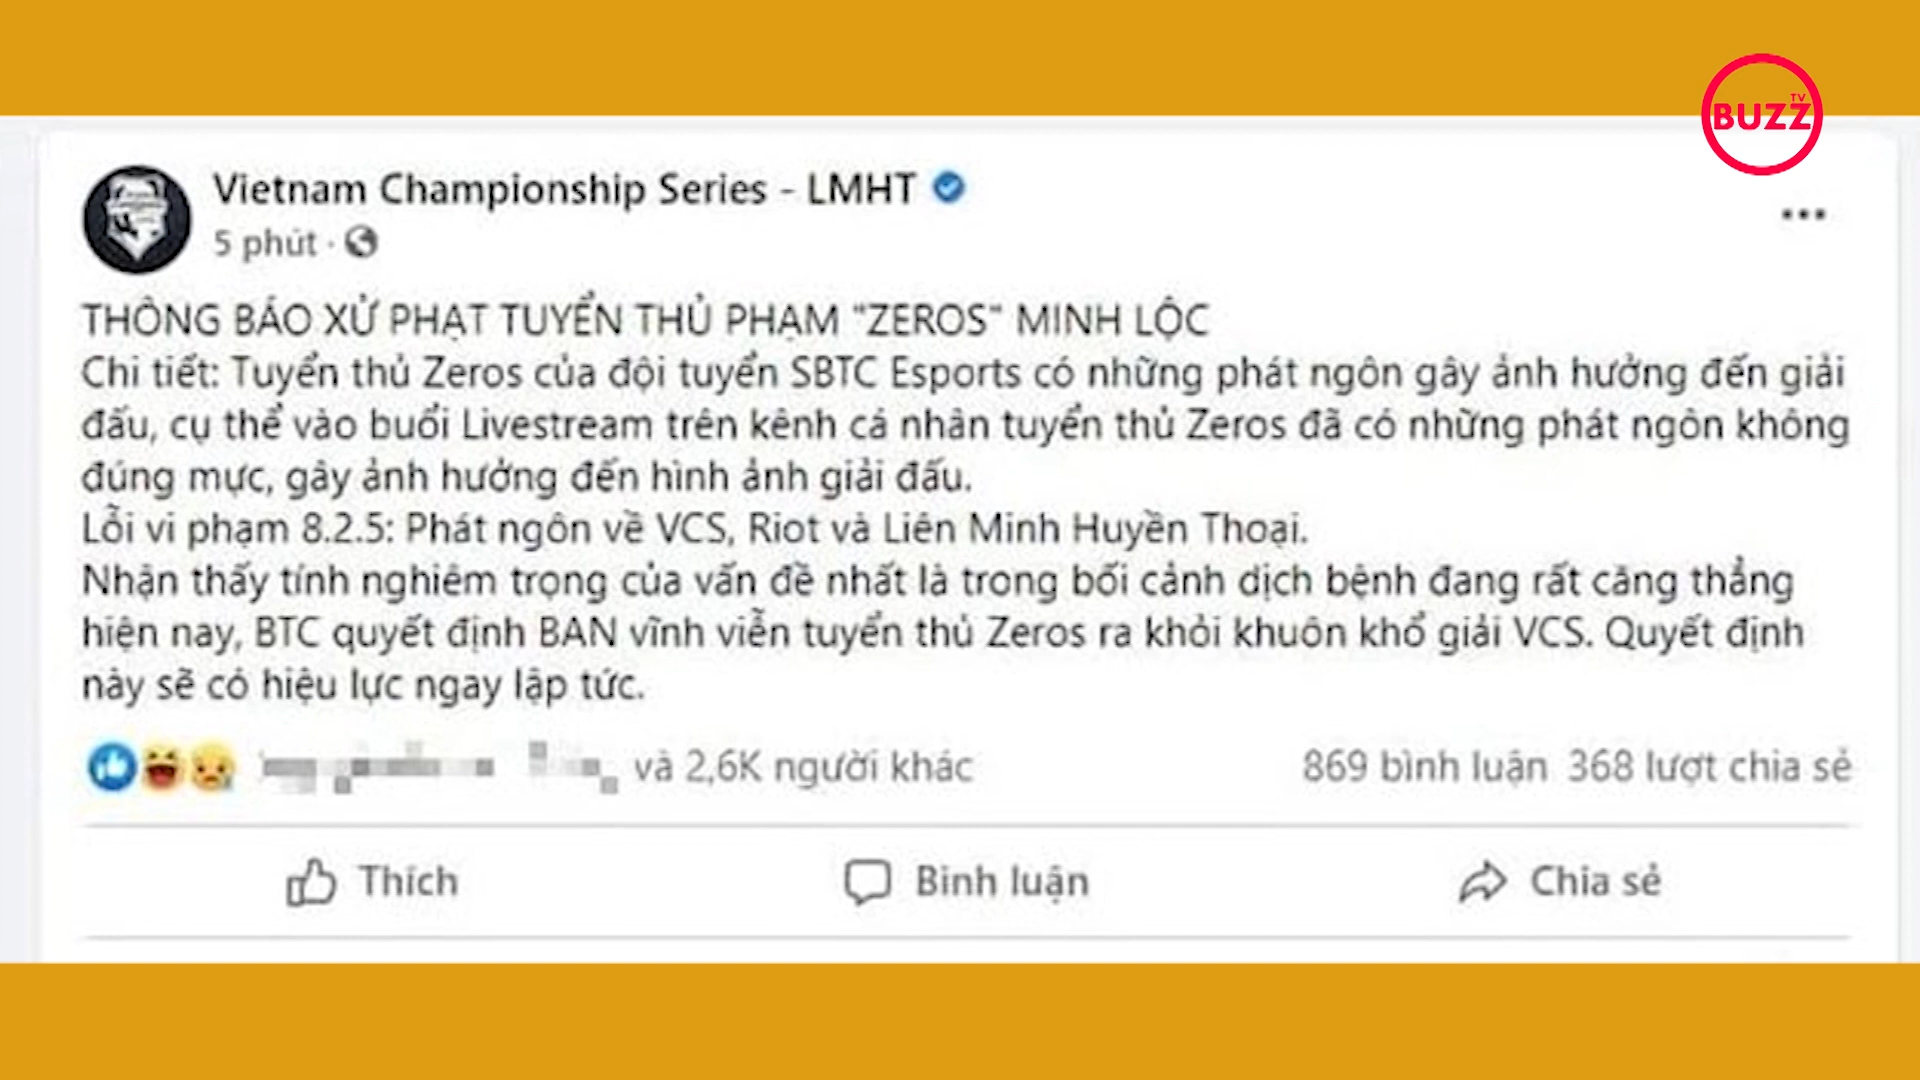 TV
BUZZ
Vietnam Championship Series - LMHT
5 phút ·
THÔNG BÁO XỬ PHẠT TUYỂN THỦ PHẠM "ZEROS" MINH LỘC
Chi tiết: Tuyển thủ Zeros của đội tuyển SBTC Esports có những phát ngôn gây ảnh hưởng đến giải
đấu, cụ thể vào buổi Livestream trên kênh cá nhân tuyển thủ Zeros đã có những phát ngôn không
đúng mực, gây ảnh hưởng đến hình ảnh giải đấu.
Lỗi vi phạm 8.2.5: Phát ngôn về VCS, Riot và Liên Minh Huyền Thoại.
Nhận thấy tính nghiêm trọng của vấn đề nhất là trong bối cảnh dịch bệnh đang rất căng thẳng
hiện nay, BTC quyết định BAN vĩnh viễn tuyển thủ Zeros ra khỏi khuôn khổ giải VCS. Quyết định
này sẽ có hiệu lực ngay lập tức.
và 2,6K người khác
869 bình luận 368 lượt chia sẻ
Thích
Bình luận
Chia sẻ